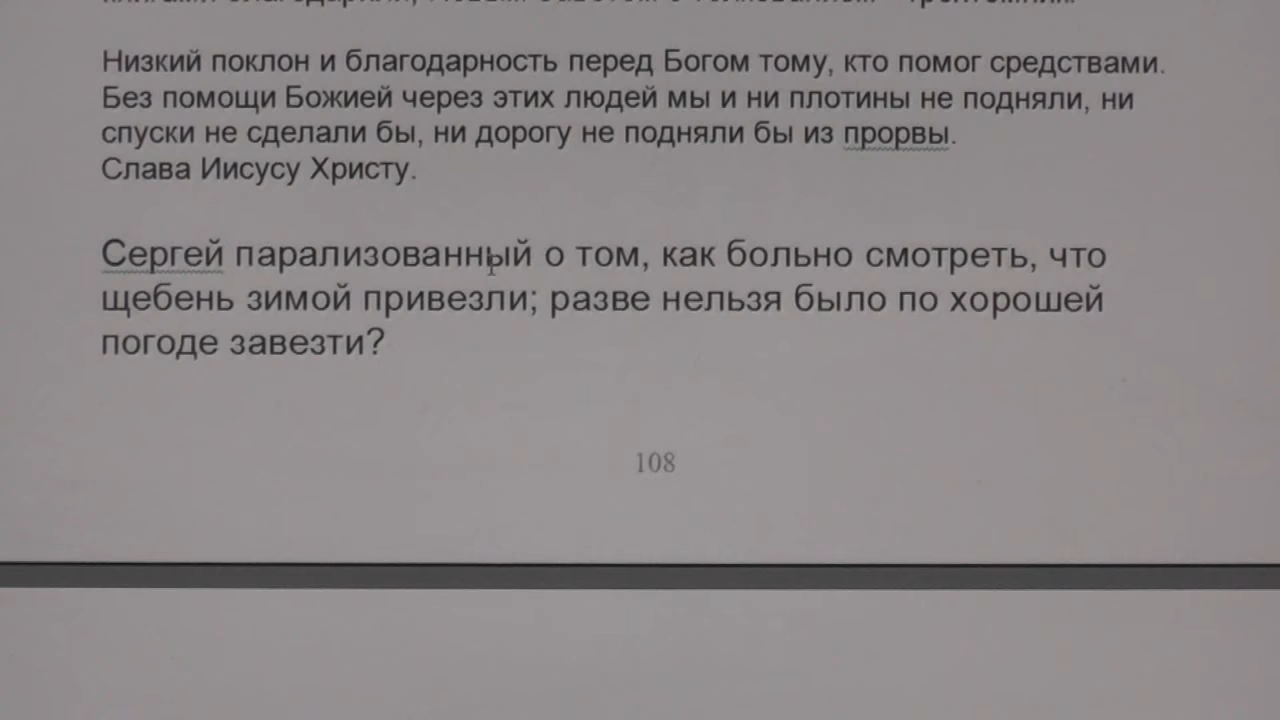 Низкий поклон и благодарность перед Богом тому, кто помог средствами.
Без помощи Божией через этих людей мы и ни плотины не подняли, ни
спуски не сделали бы, ни дорогу не подняли бы из прорвы.
Слава Иисусу Христу.
Сергей парализованный о том, как больно смотреть, что
щебень зимой привезли; разве нельзя было по хорошей
погоде завезти?
108